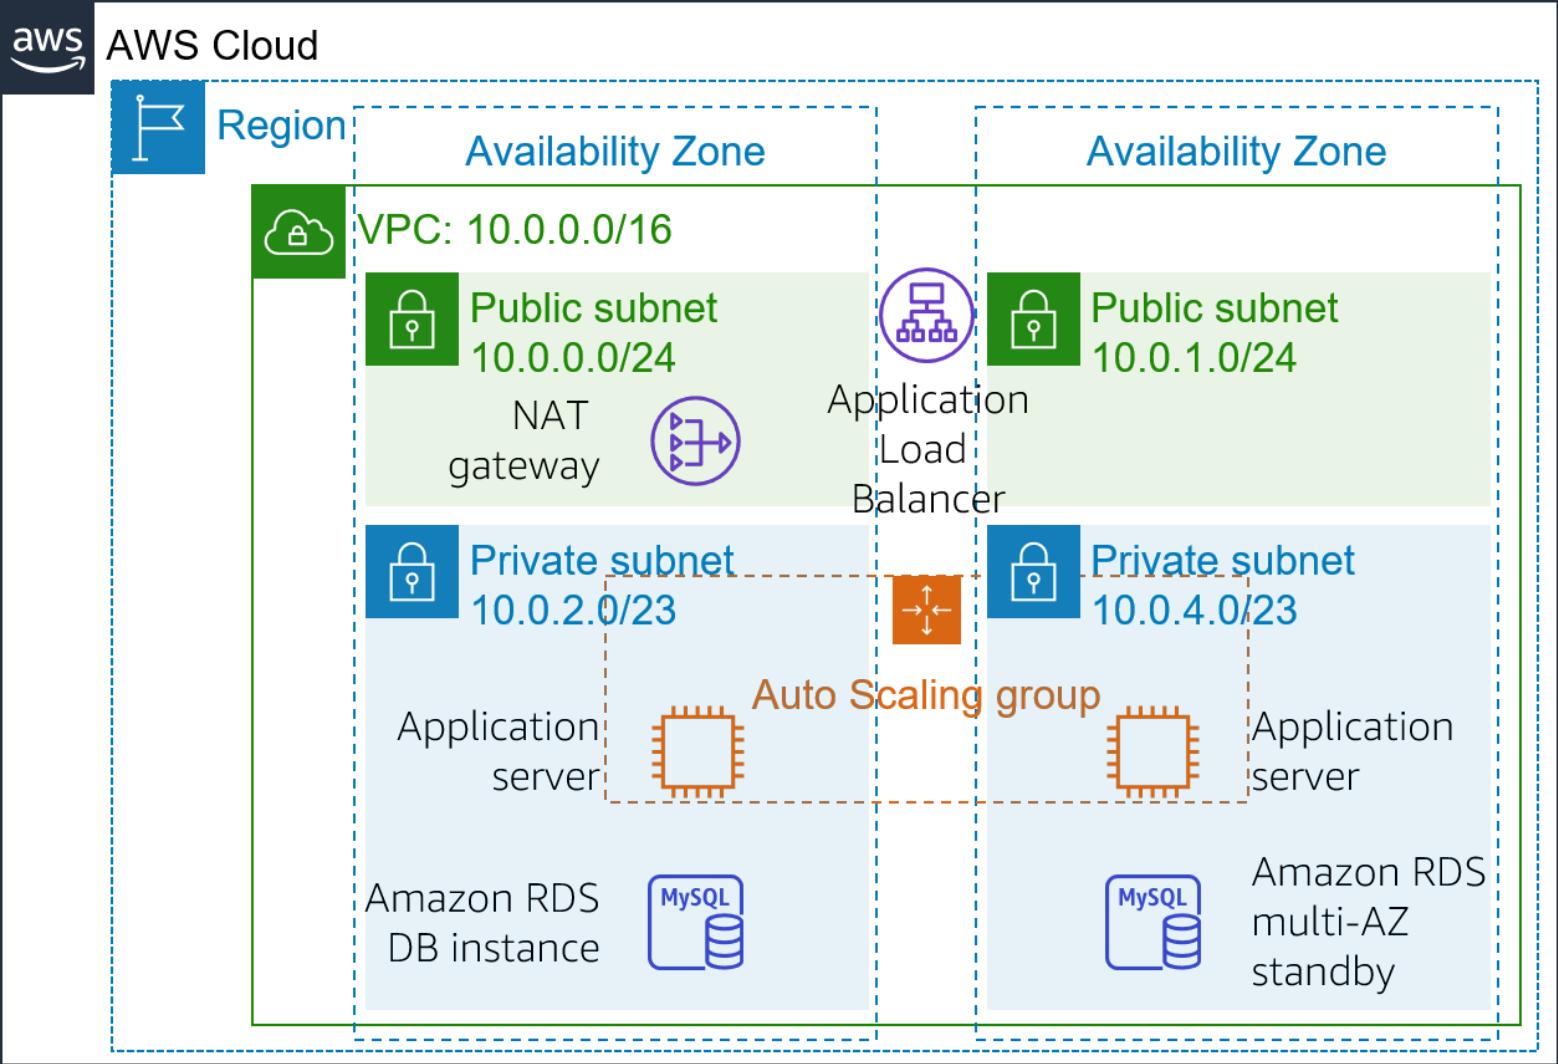 aws
AWS Cloud
Region
Availability Zone
Availability Zone
VPC: 10.0.0.0/16
Public subnet
10.0.0.0/24
NAT
gateway
Application
Load
Balancer
Public subnet
10.0.1.0/24
Private subnet
10.0.2.0/23
Private subnet
10.0.4.0/23
Auto Scaling group
Application
server
Application
server
Amazon RDS
DB instance
MySQL
MySQL
Amazon RDS
multi-AZ
standby